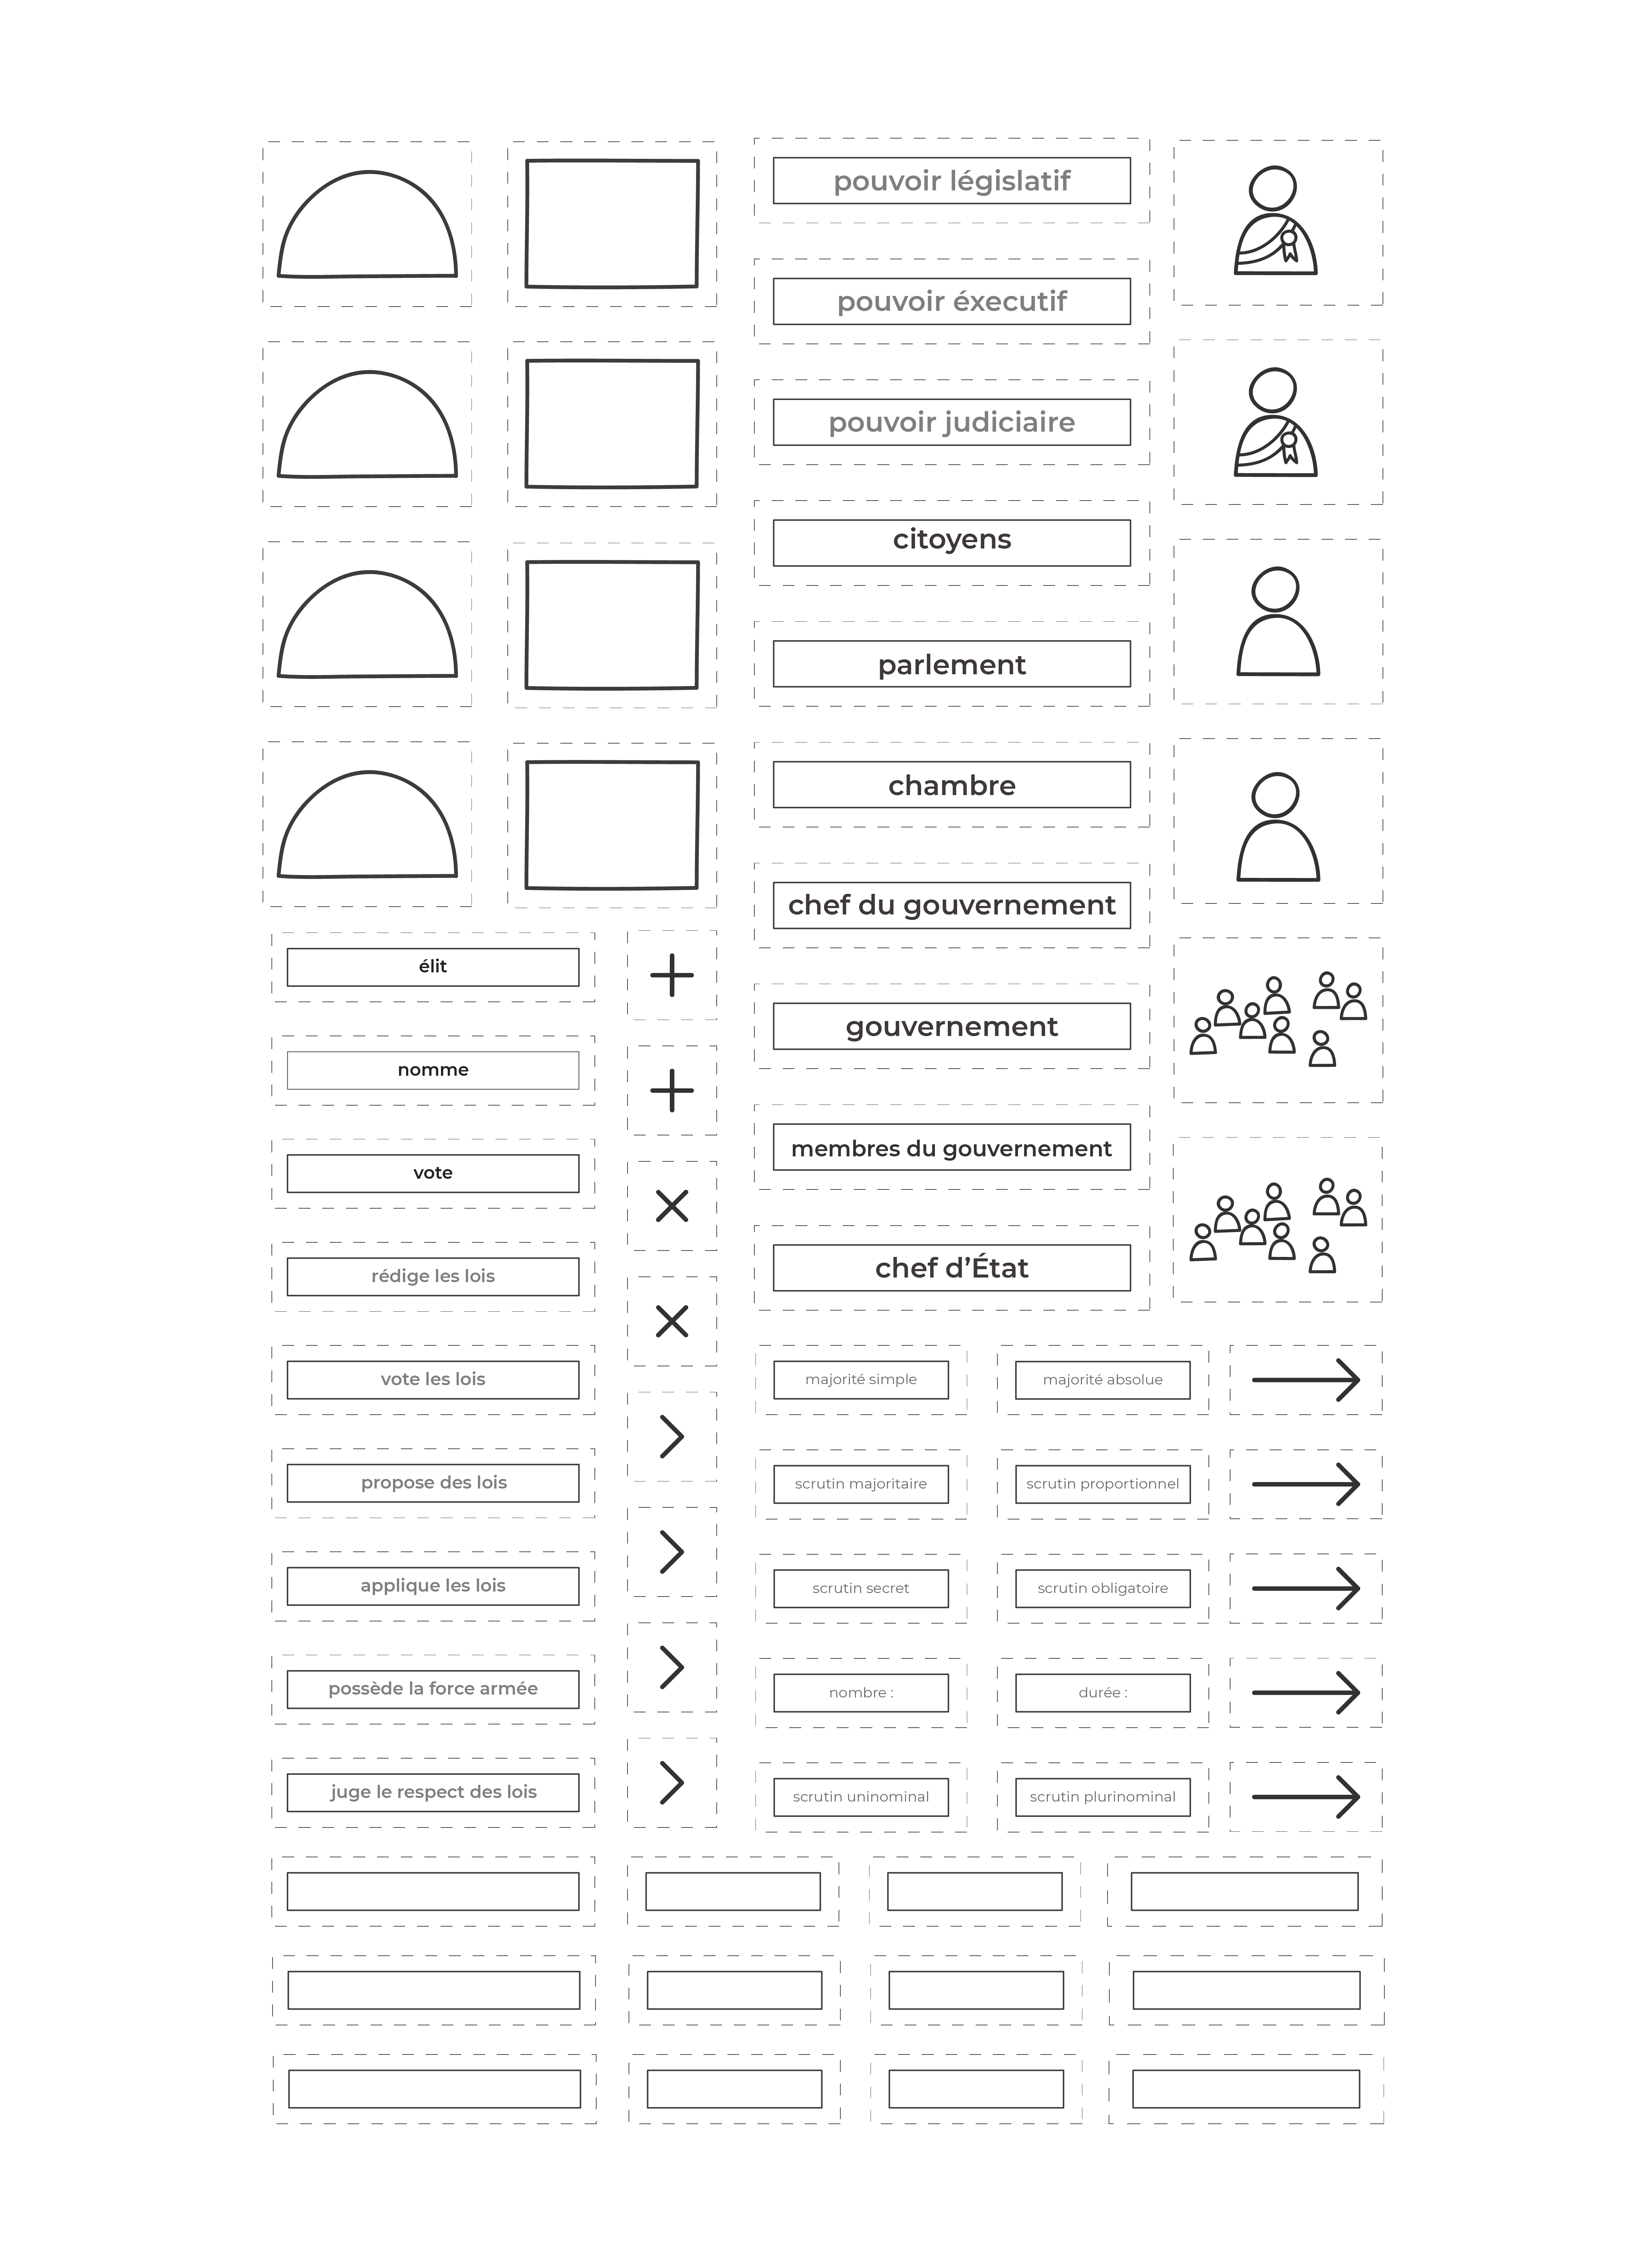 pouvoir législatif
pouvoir éxecutif
pouvoir judiciaire
citoyens
parlement
chambre
chef du gouvernement
gouvernement
membres du gouvernement
chef d’État
élit
nomme
vote
rédige les lois
vote les lois
propose des lois
applique les lois
possède la force armée
juge le respect des lois
majorité simple
majorité absolue
scrutin majoritaire
scrutin proportionnel
scrutin secret
scrutin obligatoire
nombre :
durée :
scrutin uninominal
scrutin plurinominal